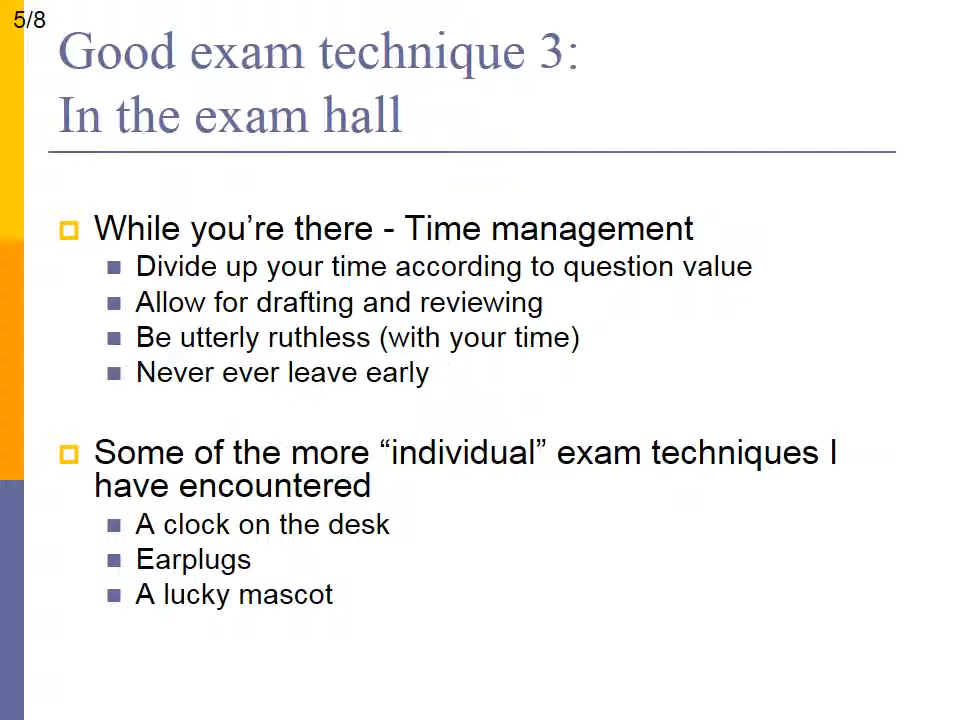 5/8
Good exam technique 3:
In the exam hall
While you're there - Time management
Divide up your time according to question value
Allow for drafting and reviewing
Be utterly ruthless (with your time)
Never ever leave early
Some of the more “individual” exam techniques I
have encountered
A clock on the desk
Earplugs
A lucky mascot